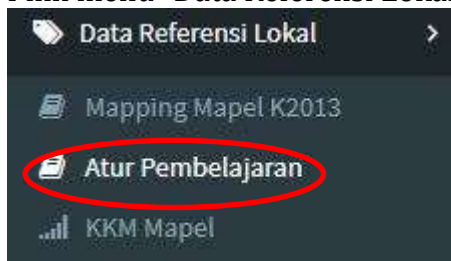 Data Referensi Lokal
Mapping Mapel K2013
Atur Pembelajaran
KKM Mapel